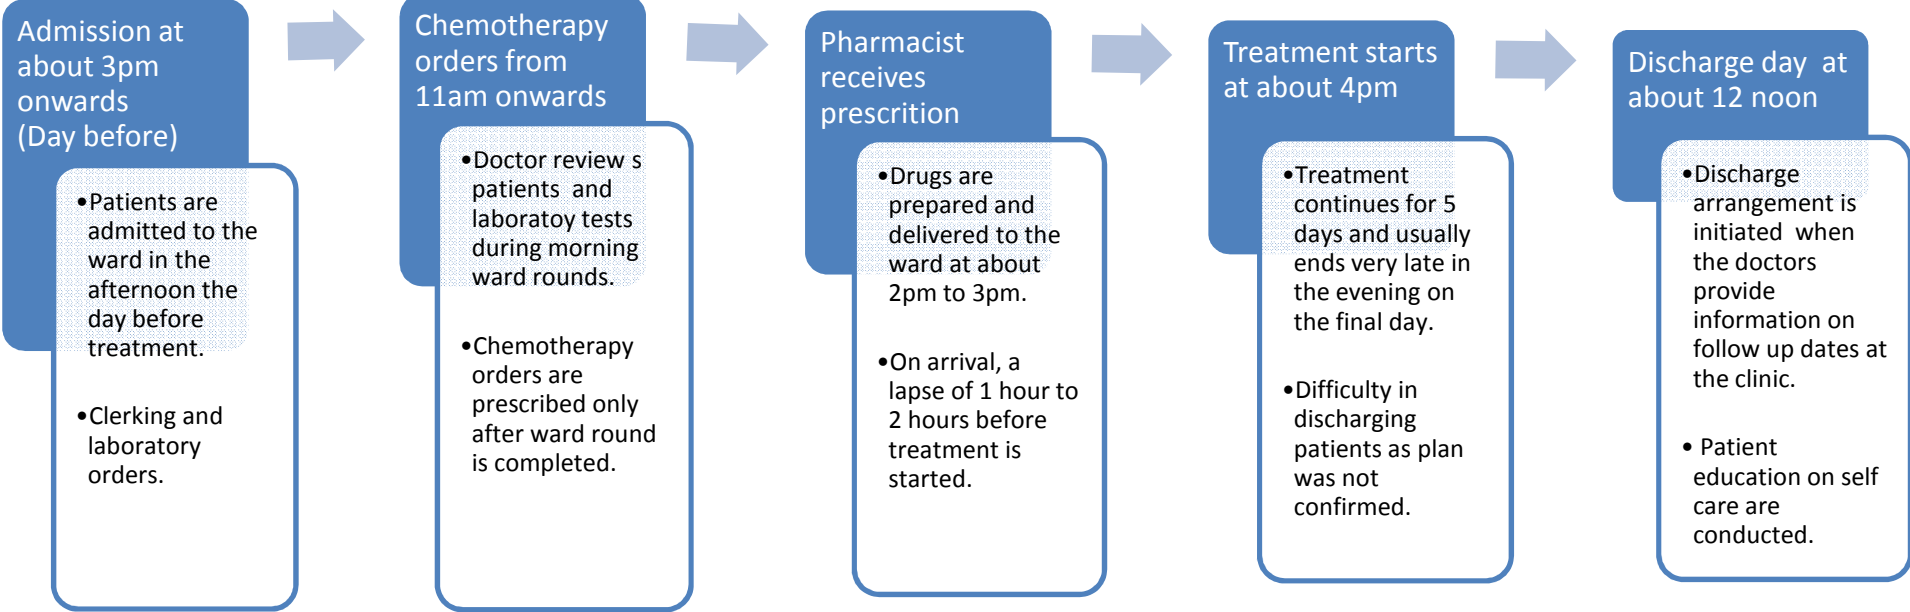 Admission at
about 3pm
onwards
(Day before)
•Patients are
admitted to the
ward in the
afternoon the
day before
treatment.
•Clerking and
laboratory
orders.
Chemotherapy
orders from
11am onwards
•Doctor review s
patients and
laboratoy tests
during morning
ward rounds.
•Chemotherapy
orders are
prescribed only
after ward round
is completed.
Pharmacist
receives
prescrition
•Drugs are
prepared and
delivered to the
ward at about
2pm to 3pm.
•On arrival, a
lapse of 1 hour to
2 hours before
treatment is
started.
Treatment starts
at about 4pm
•Treatment
continues for 5
days and usually
ends very late in
the evening on
the final day.
•Difficulty in
discharging
patients as plan
was not
confirmed.
Discharge day at
about 12 noon
•Discharge
arrangement is
initiated when
the doctors
provide
information on
follow up dates at
the clinic.
• Patient
education on self
care are
conducted.